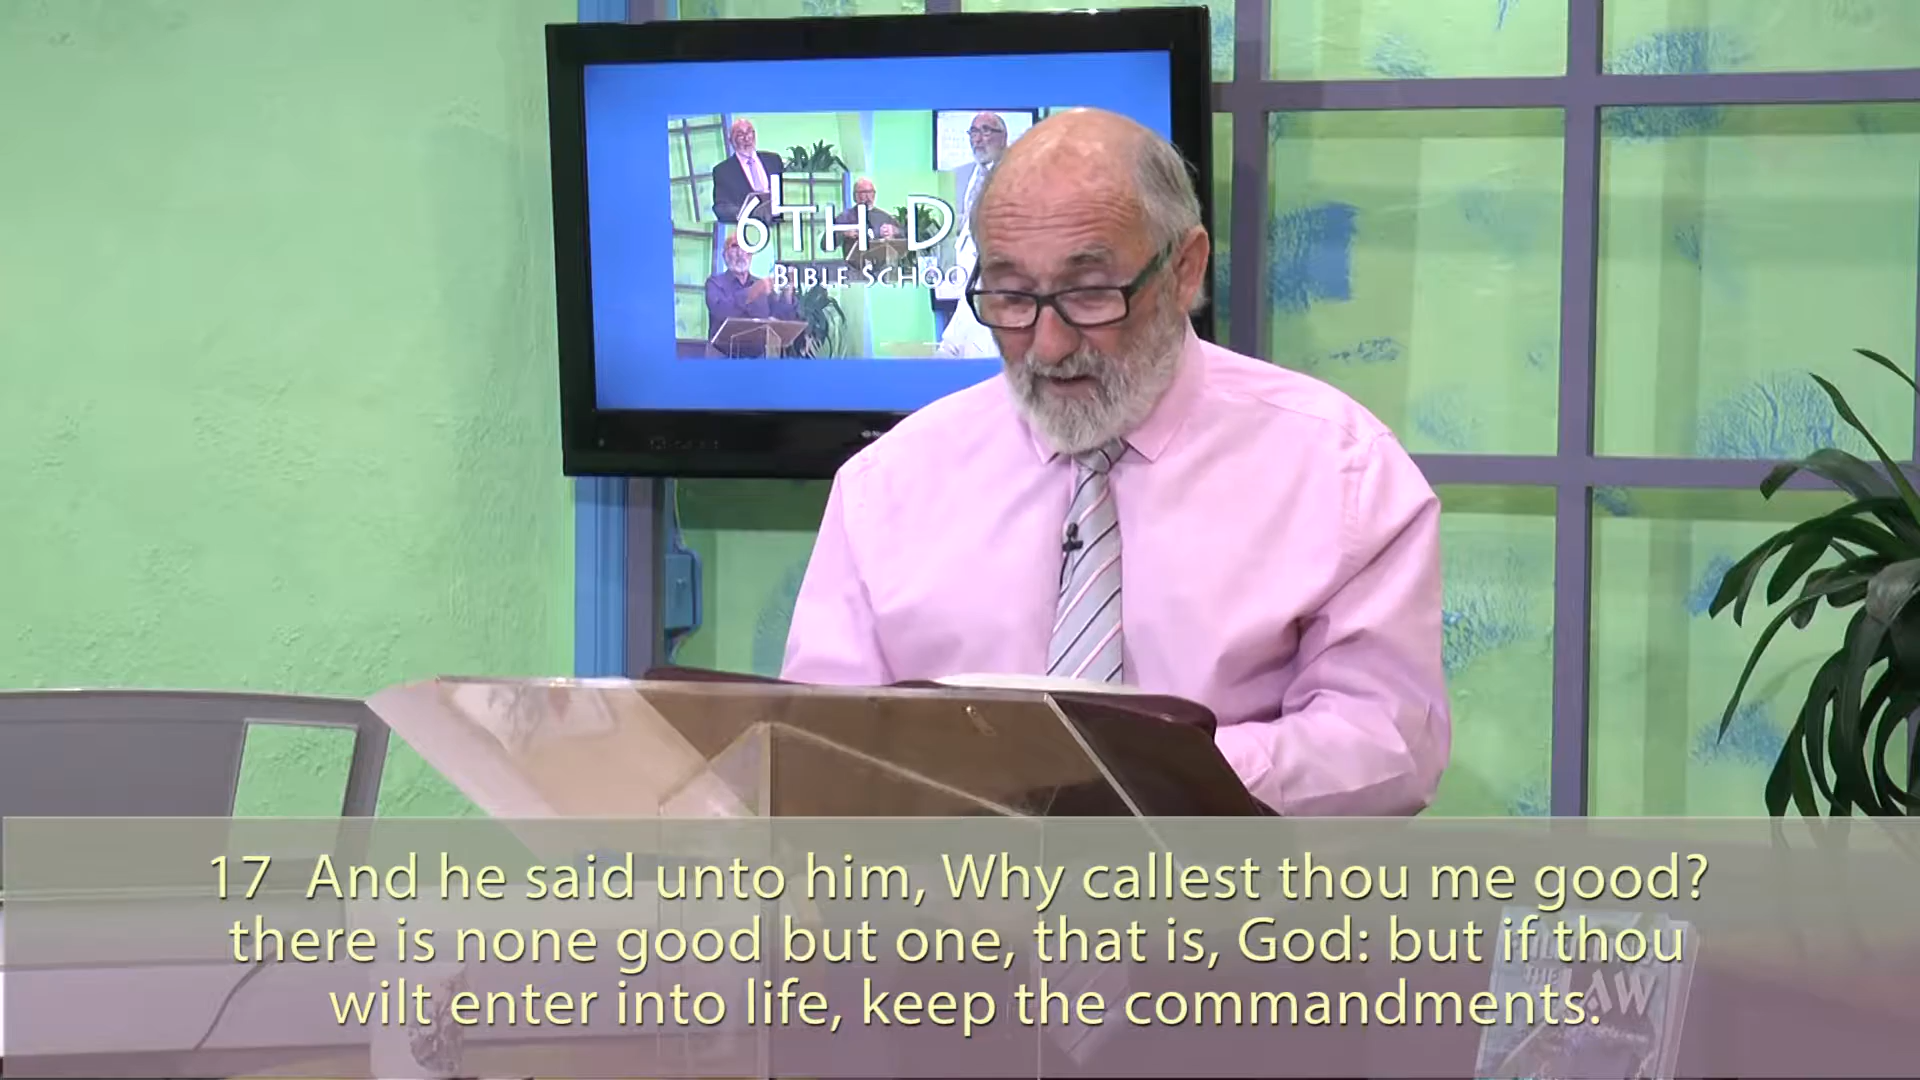 6TH DA
BIBLE SCHOO
17 And he said unto him, Why callest thou me good?
there is none good but one, that is, God: but if thou
wilt enter into life, keep the commandments.
THE
LAW